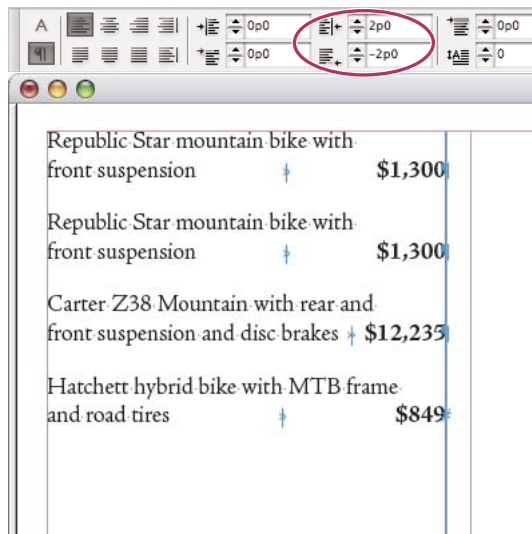 A 0p0 2p0 0p0
¶ 0p0 -2p0 0
Republic Star mountain bike with
front suspension $1,300
Republic Star mountain bike with
front suspension $1,300
Carter Z38 Mountain with rear and
front suspension and disc brakes $12,235
Hatchett hybrid bike with MTB frame
and road tires $849